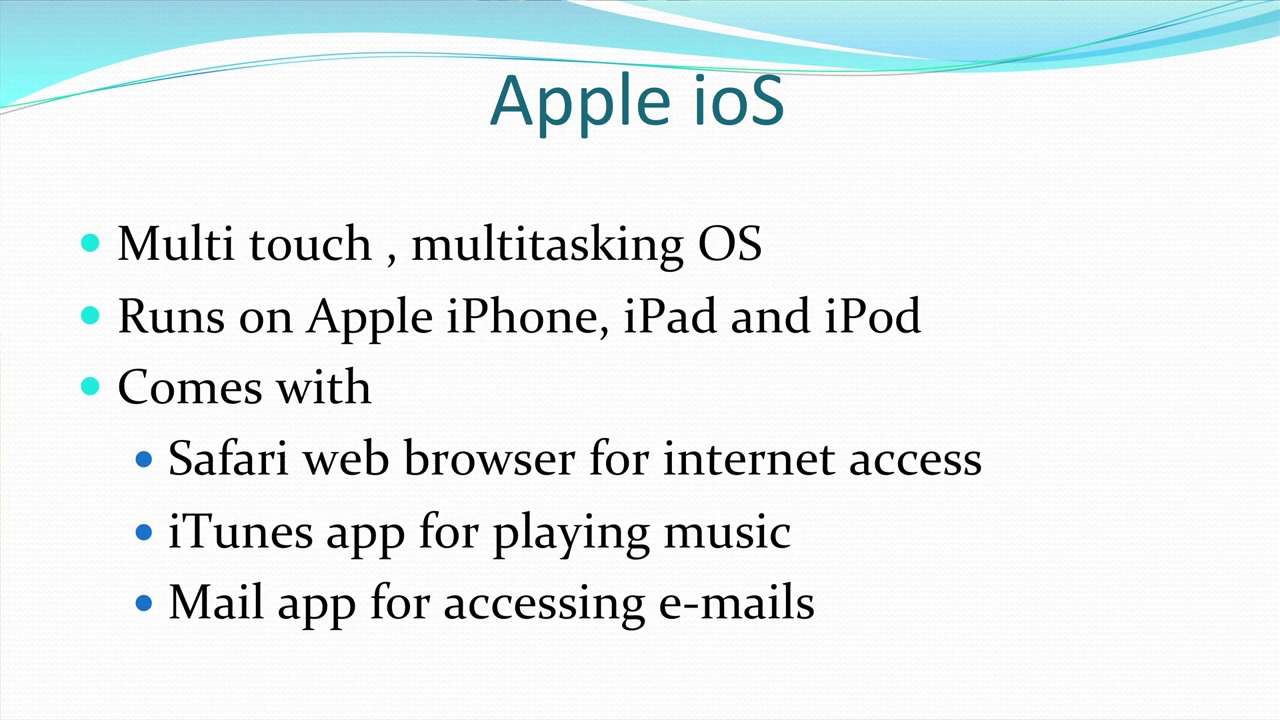 Apple ioS
Multi touch , multitasking OS
Runs on Apple iPhone, iPad and iPod
Comes with
Safari web browser for internet access
iTunes app for playing music
Mail app for accessing e-mails